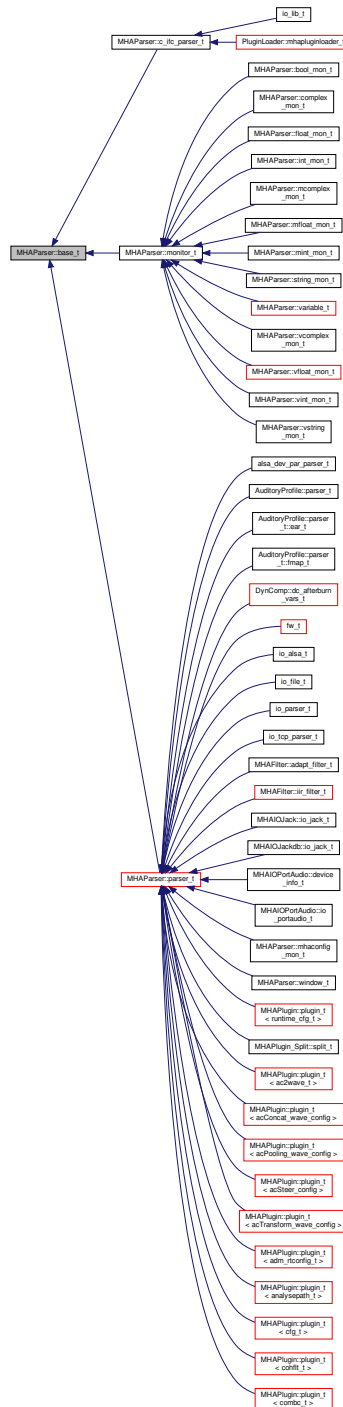 io_lib_t
MHAParser::c_ifc_parser_t
PluginLoader::mhapluginloader_t
MHAParser::bool_mon_t
MHAParser::complex
_mon_t
MHAParser::float_mon_t
MHAParser::int_mon_t
MHAParser::mcomplex
_mon_t
MHAParser::mfloat_mon_t
MHAParser::base_t
MHAParser::monitor_t
MHAParser::mint_mon_t
MHAParser::string_mon_t
MHAParser::variable_t
MHAParser::vcomplex
_mon_t
MHAParser::vfloat_mon_t
MHAParser::vint_mon_t
MHAParser::vstring
_mon_t
alsa_dev_par_parser_t
AuditoryProfile::parser_t
AuditoryProfile::parser
_t::ear_t
AuditoryProfile::parser
_t::fmap_t
DynComp::dc_afterburn
_vars_t
fw_t
io_alsa_t
io_file_t
io_parser_t
io_tcp_parser_t
MHAFilter::adapt_filter_t
MHAFilter::iir_filter_t
MHAIOJack::io_jack_t
MHAIOJackdb::io_jack_t
MHAParser::parser_t
MHAIOPortAudio::device
_info_t
MHAIOPortAudio::io
_portaudio_t
MHAParser::mhaconfig
_mon_t
MHAParser::window_t
MHAPlugin::plugin_t
< runtime_cfg_t >
MHAPlugin_Split::split_t
MHAPlugin::plugin_t
< ac2wave_t >
MHAPlugin::plugin_t
< acConcat_wave_config >
MHAPlugin::plugin_t
< acPooling_wave_config >
MHAPlugin::plugin_t
< acSteer_config >
MHAPlugin::plugin_t
< acTransform_wave_config >
MHAPlugin::plugin_t
< adm_rtconfig_t >
MHAPlugin::plugin_t
< analysepath_t >
MHAPlugin::plugin_t
< cfg_t >
MHAPlugin::plugin_t
< cohflt_t >
MHAPlugin::plugin_t
< combc_t >